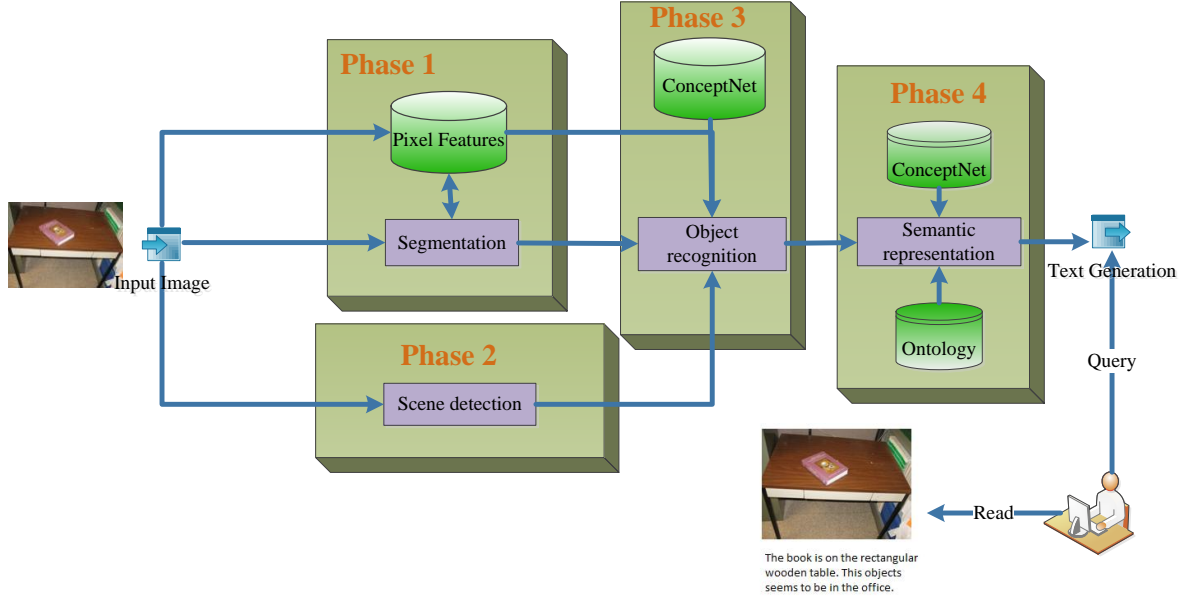 Phase 1
Pixel Features
Segmentation
Input Image
Phase 2
Scene detection
Phase 3
ConceptNet
Object
recognition
Phase 4
ConceptNet
Semantic
representation
Ontology
Text Generation
Query
Read
The book is on the rectangular
wooden table. This objects
seems to be in the office.